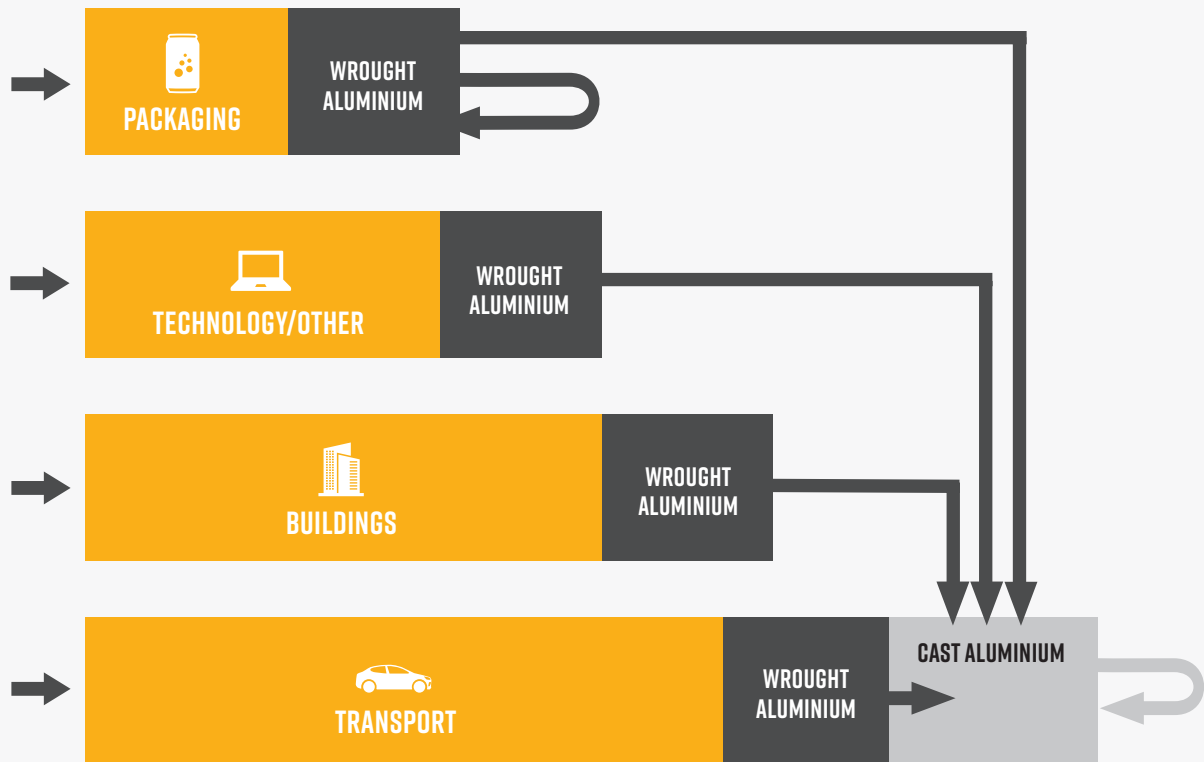 PACKAGING
WROUGHT
ALUMINIUM
TECHNOLOGY/OTHER
WROUGHT
ALUMINIUM
BUILDINGS
WROUGHT
ALUMINIUM
TRANSPORT
WROUGHT
ALUMINIUM
CAST ALUMINIUM